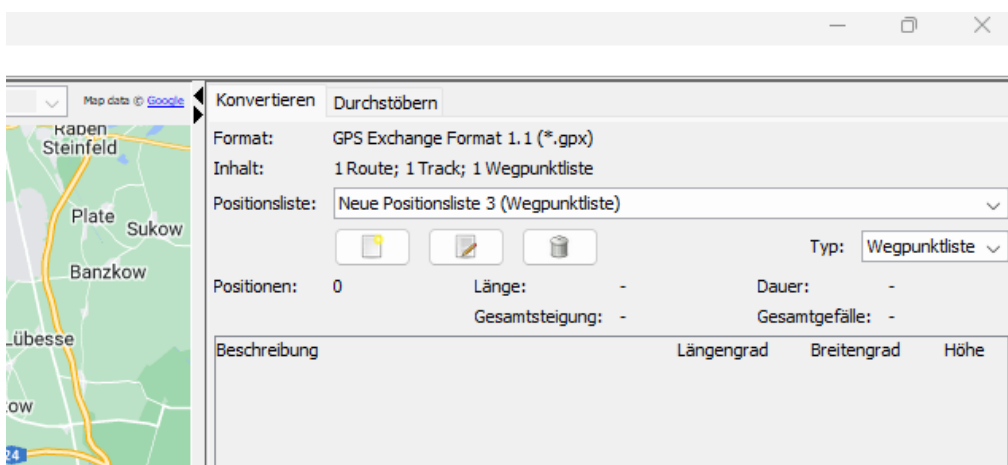 Map data © Google
Raben
Steinfeld
Plate
Sukow
Banzkow
Lübesse
ow
24
Konvertieren Durchstöbern
Format: GPS Exchange Format 1.1 (*.gpx)
Inhalt: 1 Route; 1 Track; 1 Wegpunktliste
Positionsliste: Neue Positionsliste 3 (Wegpunktliste)
Typ: Wegpunktliste
Positionen: 0 Länge: - Dauer: -
Gesamtsteigung: - Gesamtgefälle: -
Beschreibung Längengrad Breitengrad Höhe